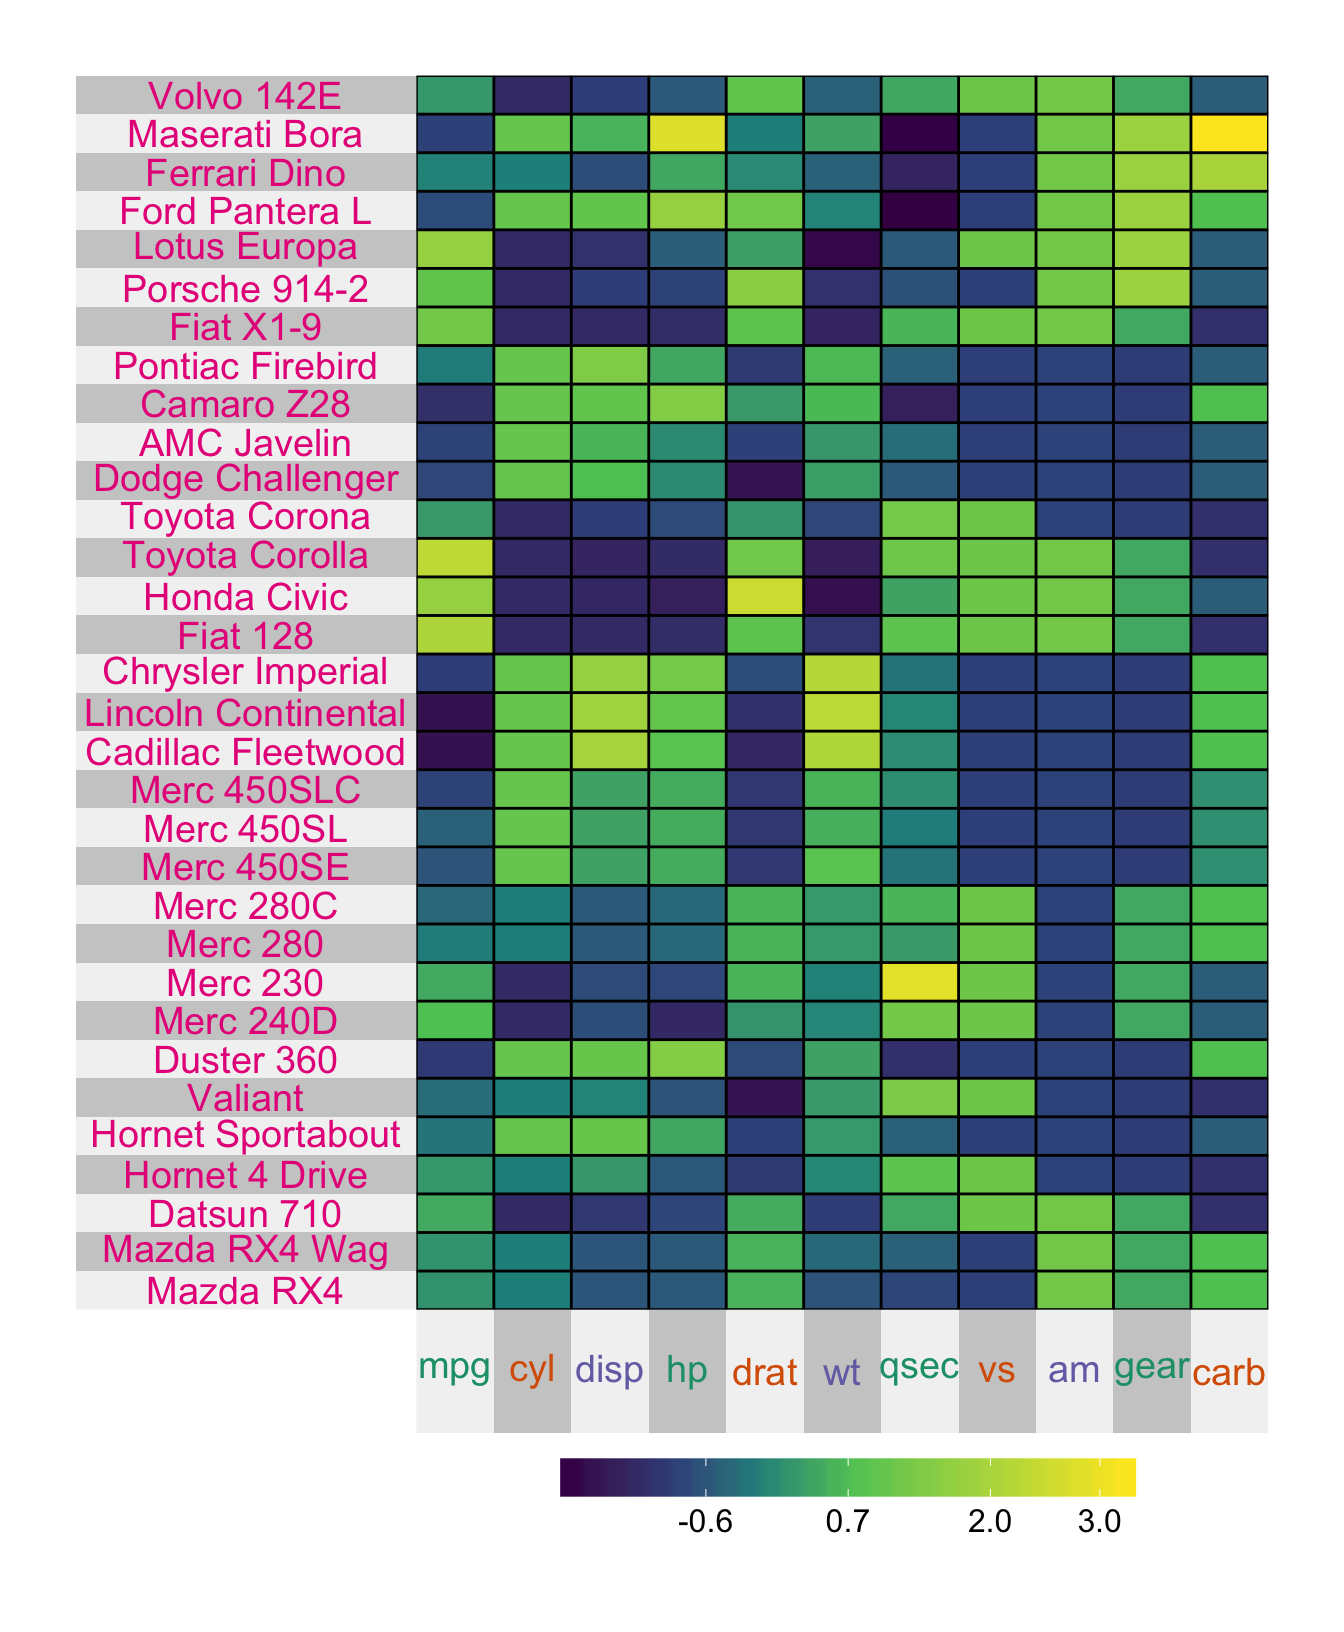 Volvo 142E
Maserati Bora
Ferrari Dino
Ford Pantera L
Lotus Europa
Porsche 914-2
Fiat X1-9
Pontiac Firebird
Camaro Z28
AMC Javelin
Dodge Challenger
Toyota Corona
Toyota Corolla
Honda Civic
Fiat 128
Chrysler Imperial
Lincoln Continental
Cadillac Fleetwood
Merc 450SLC
Merc 450SL
Merc 450SE
Merc 280C
Merc 280
Merc 230
Merc 240D
Duster 360
Valiant
Hornet Sportabout
Hornet 4 Drive
Datsun 710
Mazda RX4 Wag
Mazda RX4
mpg cyl disp hp drat wt qsec vs am gear carb
-0.6 0.7 2.0 3.0